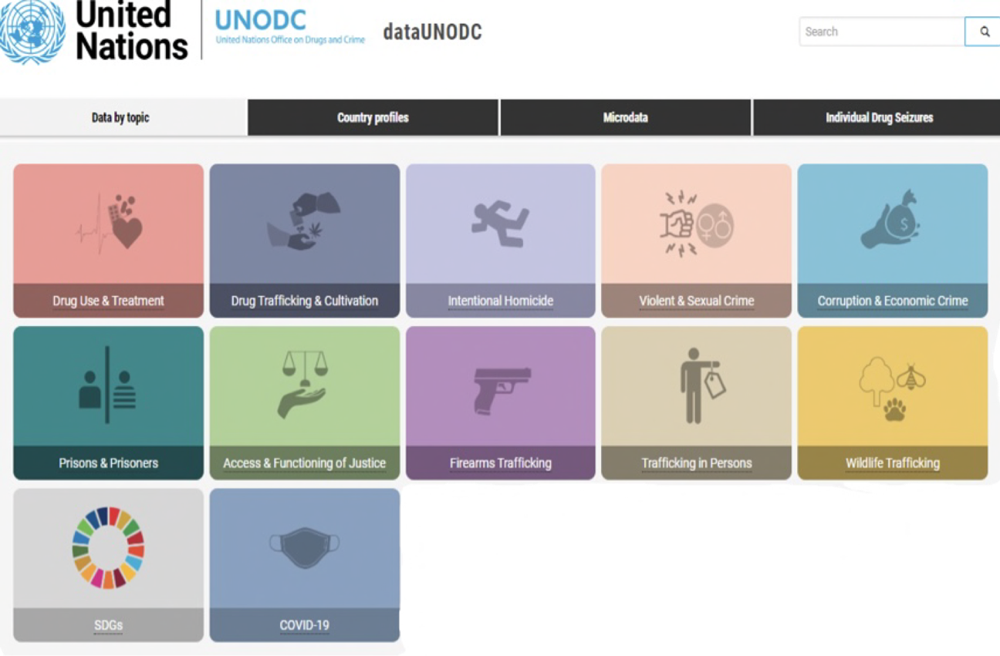 United
Nations
UNODC
United Nations Office on Drugs and Crime
dataUNODC
Search
Data by topic
Country profiles
Microdata
Individual Drug Seizures
$
Drug Use & Treatment
Drug Trafficking & Cultivation
Intentional Homicide
Violent & Sexual Crime
Corruption & Economic Crime
Prisons & Prisoners
Access & Functioning of Justice
Firearms Trafficking
Trafficking in Persons
Wildlife Trafficking
SDGs
COVID-19